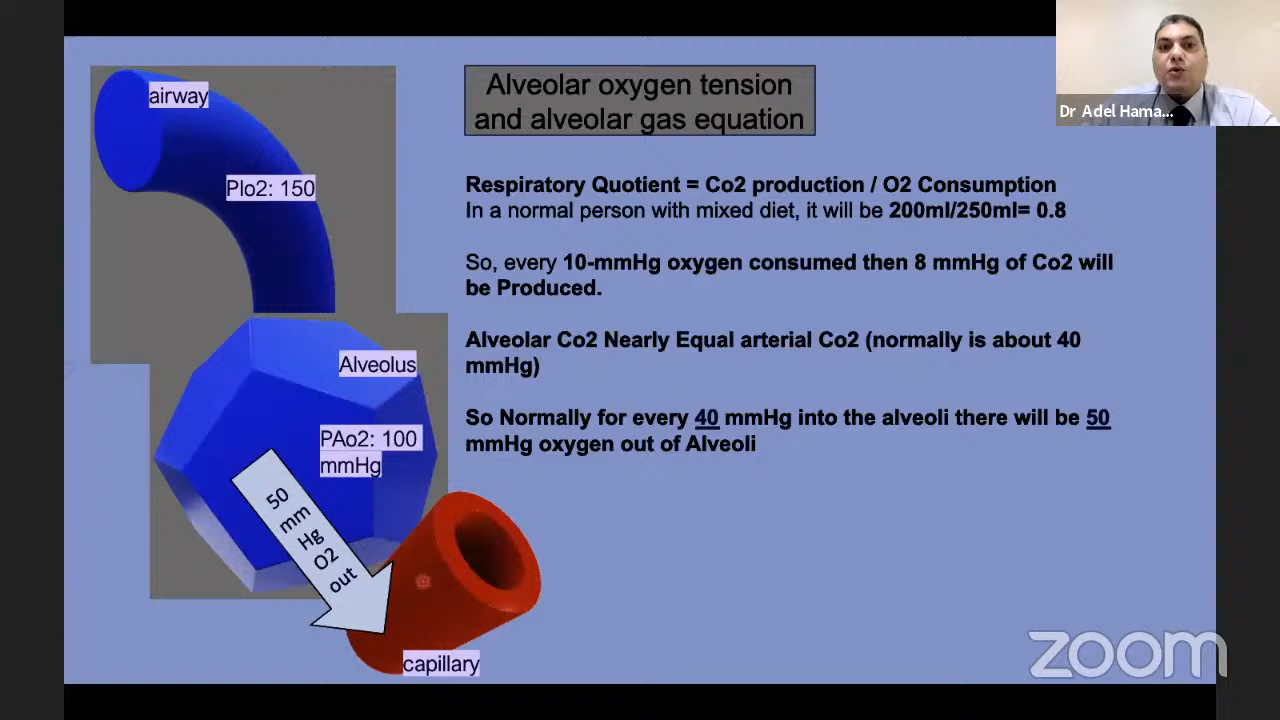 airway
PIo2: 150
Alveolus
PAo2: 100
mmHg
50
mm
Hg
O2
out
capillary
Alveolar oxygen tension
and alveolar gas equation
Respiratory Quotient = Co2 production / O2 Consumption
In a normal person with mixed diet, it will be 200ml/250ml= 0.8
So, every 10-mmHg oxygen consumed then 8 mmHg of Co2 will
be Produced.
Alveolar Co2 Nearly Equal arterial Co2 (normally is about 40
mmHg)
So Normally for every 40 mmHg into the alveoli there will be 50
mmHg oxygen out of Alveoli
Dr Adel Hama...
zoom